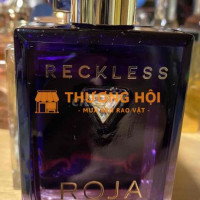 RECKLESS
THƯƠNG HỘI
MUA BÁN RAO VẶT
ROJA